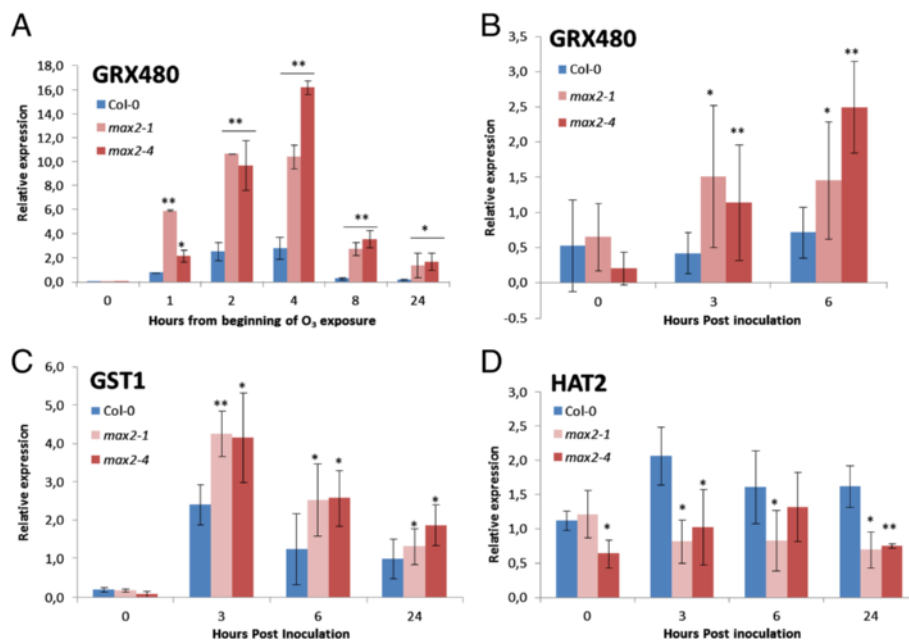 A
GRX480
Col-0
max2-1
max2-4
Relative expression
18,0
16,0
14,0
12,0
10,0
8,0
6,0
4,0
2,0
0,0
**
*
**
**
**
*
0 1 2 4 8 24
Hours from beginning of O₃ exposure
B
GRX480
Col-0
max2-1
max2-4
Relative expression
3,5
3,0
2,5
2,0
1,5
1,0
0,5
0,0
-0.5
*
**
*
**
0 3 6
Hours Post inoculation
C
GST1
Col-0
max2-1
max2-4
Relative expression
6,0
5,0
4,0
3,0
2,0
1,0
0,0
**
*
*
*
*
*
0 3 6 24
Hours Post Inoculation
D
HAT2
Col-0
max2-1
max2-4
Relative expression
3,0
2,5
2,0
1,5
1,0
0,5
0,0
*
*
*
*
*
**
0 3 6 24
Hours Post Inoculation